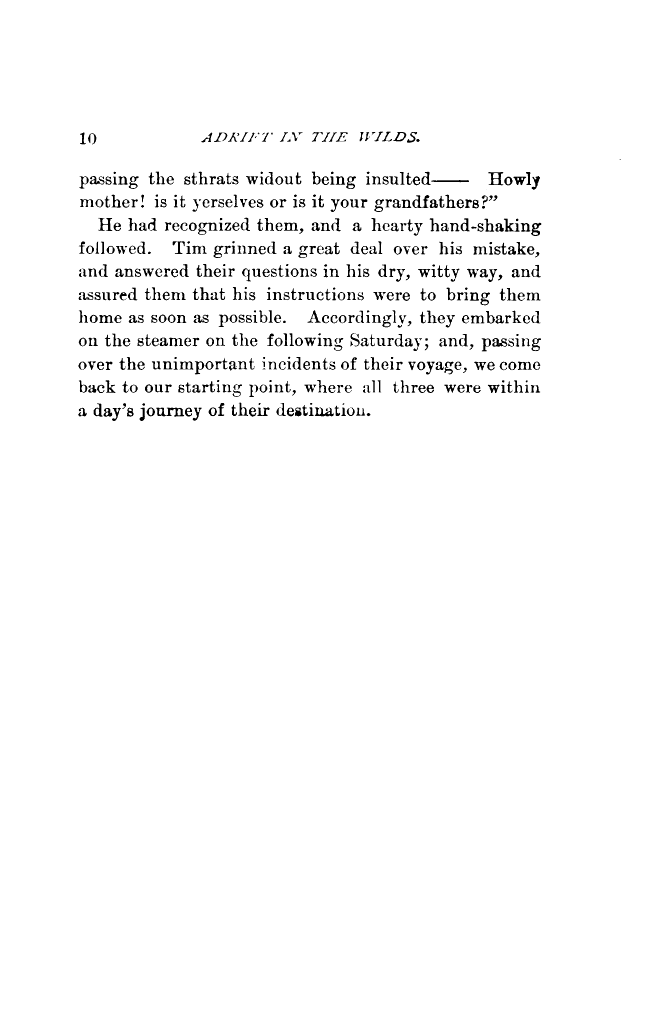 10 ADRIFT IN THE WILDS.
passing the sthrats widout being insulted—— Howly
mother! is it yerselves or is it your grandfathers?”
He had recognized them, and a hearty hand-shaking
followed. Tim grinned a great deal over his mistake,
and answered their questions in his dry, witty way, and
assured them that his instructions were to bring them
home as soon as possible. Accordingly, they embarked
on the steamer on the following Saturday; and, passing
over the unimportant incidents of their voyage, we come
back to our starting point, where all three were within
a day’s journey of their destination.